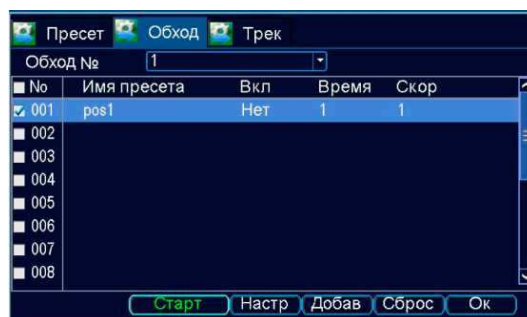 Пресет Обход Трек
Обход № 1
No Имя пресета Вкл Время Скор
001 pos1 Нет 1 1
002
003
004
005
006
007
008
Старт Настр Добав Сброс Ок